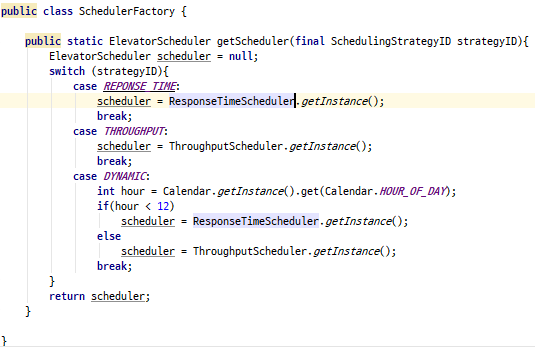 public class SchedulerFactory {
public static ElevatorScheduler getScheduler(final SchedulingStrategyID strategyID){
ElevatorScheduler scheduler = null;
switch (strategyID){
case REPONSE_TIME:
scheduler = ResponseTimeScheduler.getInstance();
break;
case THROUGHPUT:
scheduler = ThroughputScheduler.getInstance();
break;
case DYNAMIC:
int hour = Calendar.getInstance().get(Calendar.HOUR_OF_DAY);
if(hour < 12)
scheduler = ResponseTimeScheduler.getInstance();
else
scheduler = ThroughputScheduler.getInstance();
break;
}
return scheduler;
}
}